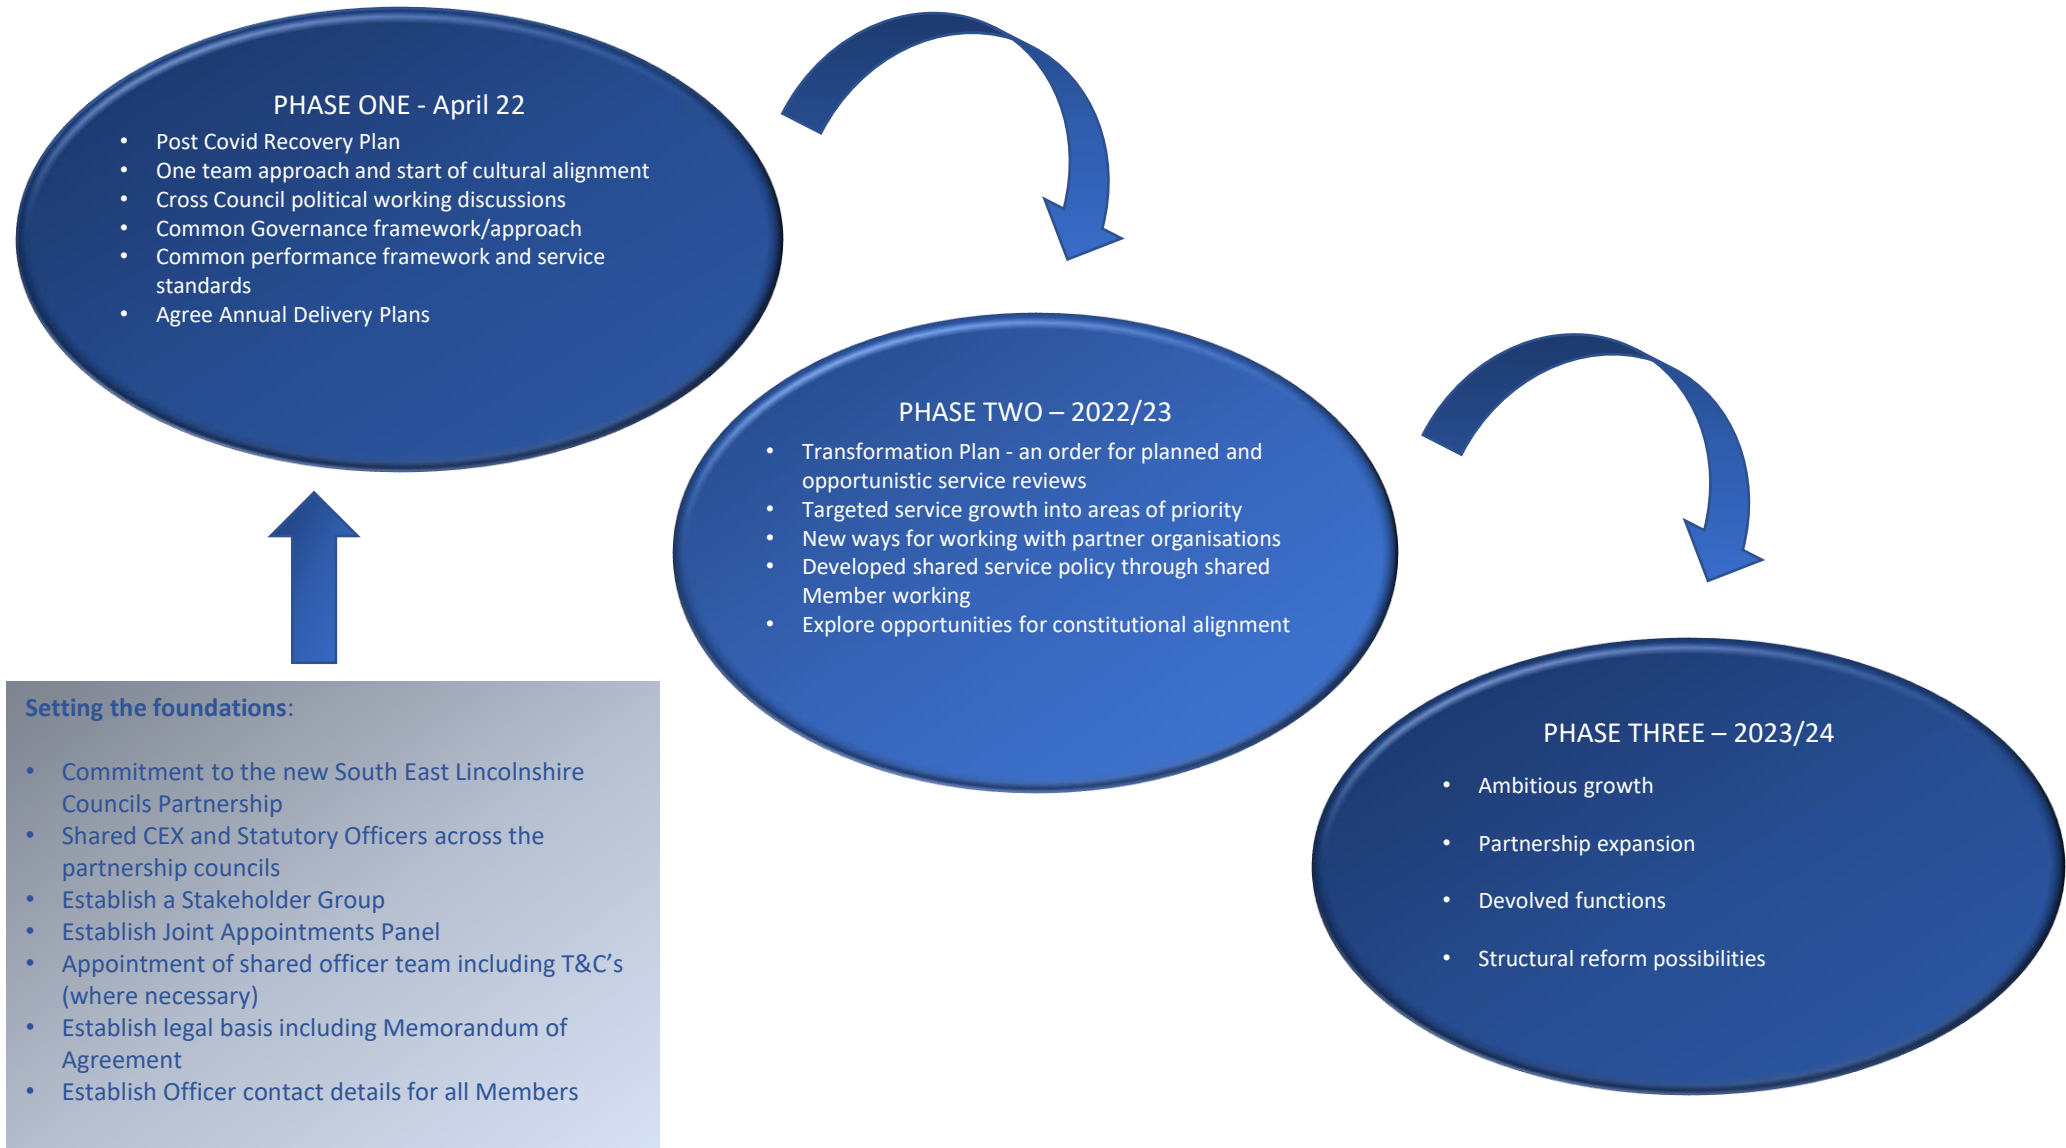 PHASE ONE - April 22
• Post Covid Recovery Plan
• One team approach and start of cultural alignment
• Cross Council political working discussions
• Common Governance framework/approach
• Common performance framework and service
standards
• Agree Annual Delivery Plans
PHASE TWO – 2022/23
• Transformation Plan - an order for planned and
opportunistic service reviews
• Targeted service growth into areas of priority
• New ways for working with partner organisations
• Developed shared service policy through shared
Member working
• Explore opportunities for constitutional alignment
PHASE THREE – 2023/24
• Ambitious growth
• Partnership expansion
• Devolved functions
• Structural reform possibilities
Setting the foundations:
• Commitment to the new South East Lincolnshire
Councils Partnership
• Shared CEX and Statutory Officers across the
partnership councils
• Establish a Stakeholder Group
• Establish Joint Appointments Panel
• Appointment of shared officer team including T&C’s
(where necessary)
• Establish legal basis including Memorandum of
Agreement
• Establish Officer contact details for all Members